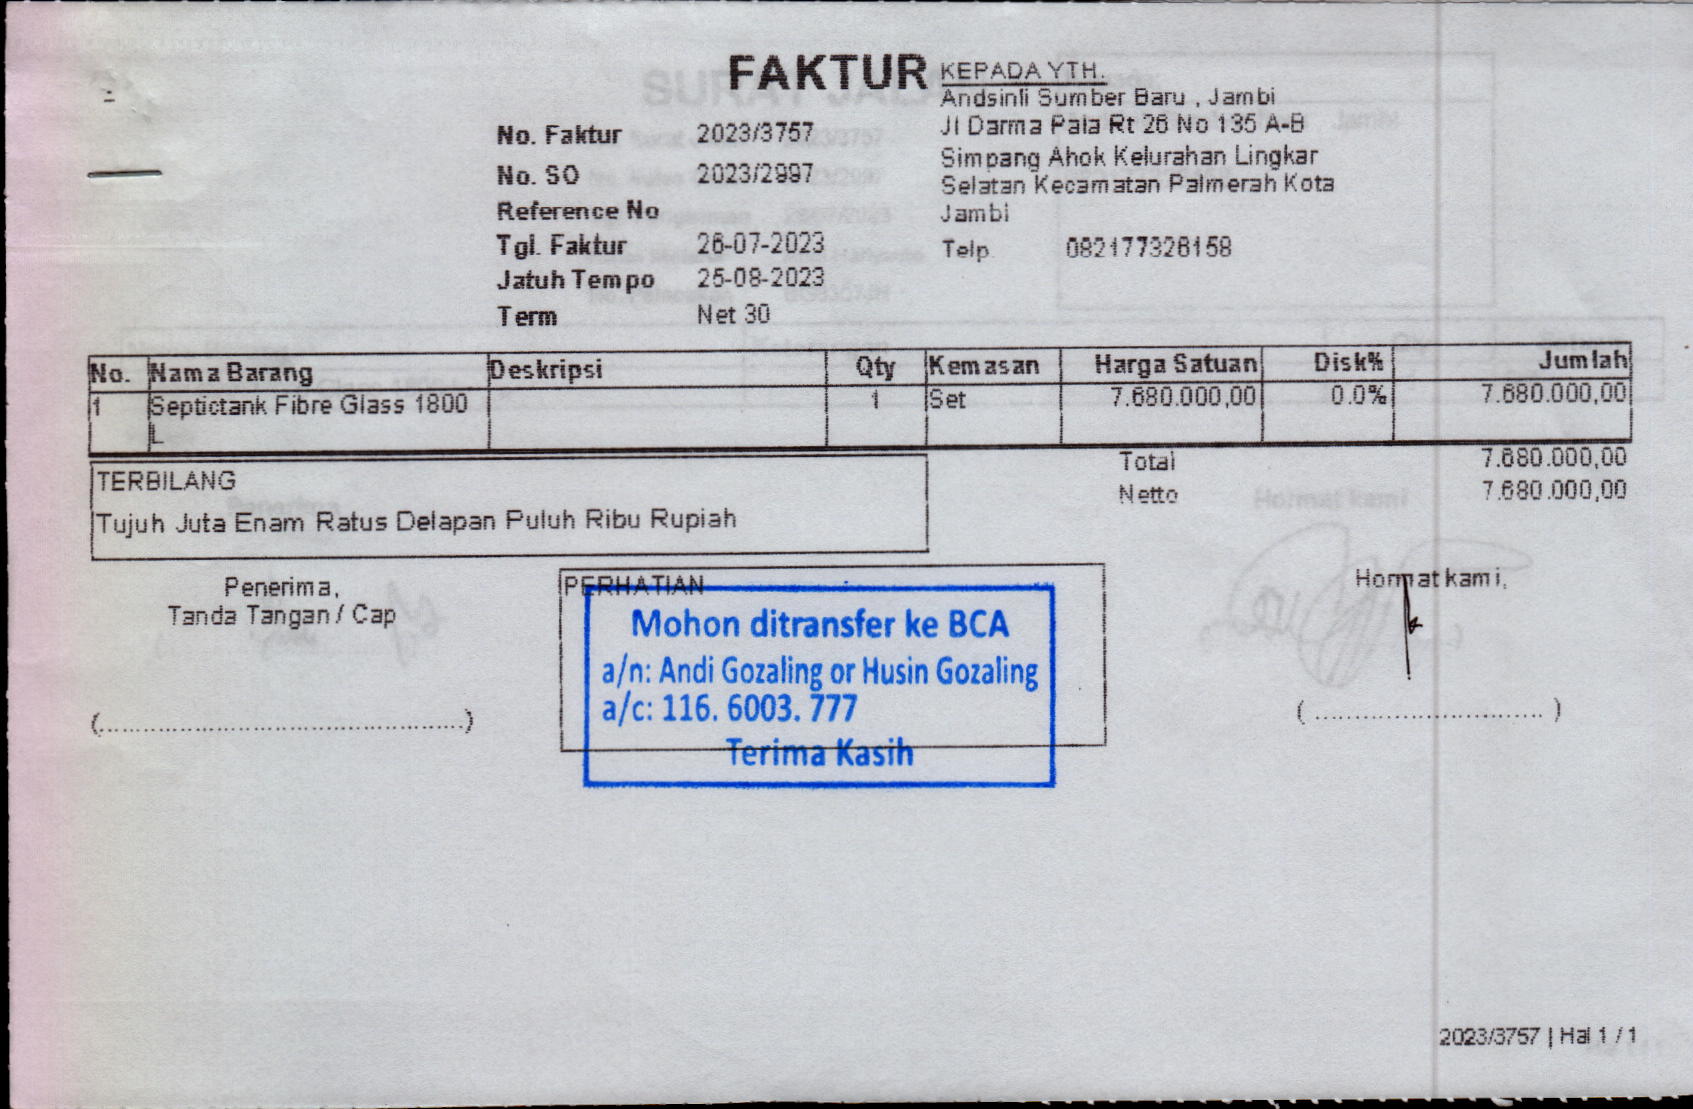 FAKTUR
KEPADA YTH.
Andsinli Sumber Baru , Jambi
Jl Darma Pala Rt 26 No 135 A-B
Simpang Ahok Kelurahan Lingkar
Selatan Kecamatan Palmerah Kota
Jambi
Telp 082177326158
No. Faktur 2023/3757
No. SO 2023/2997
Reference No
Tgl. Faktur 26-07-2023
Jatuh Tempo 25-08-2023
Term Net 30
No. Nama Barang Deskripsi Qty Kemasan Harga Satuan Disk% Jumlah
1 Septictank Fibre Glass 1800 1 Set 7.680.000,00 0.0% 7.680.000,00
L
Total 7.680.000,00
Netto 7.680.000,00
TERBILANG
Tujuh Juta Enam Ratus Delapan Puluh Ribu Rupiah
Penerima,
Tanda Tangan / Cap
(........................................)
PERHATIAN
Mohon ditransfer ke BCA
a/n: Andi Gozaling or Husin Gozaling
a/c: 116. 6003. 777
Terima Kasih
Hormat kami,
( ............................ )
2023/3757 | Hal 1 / 1